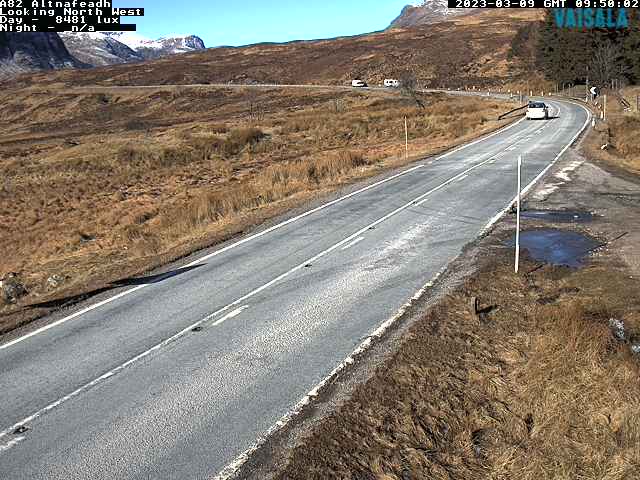 A82 Altnafeadh
Looking North West
Day - 8481 lux
Night - n/a
2023-03-09 GMT 09:50:02
VAISALA